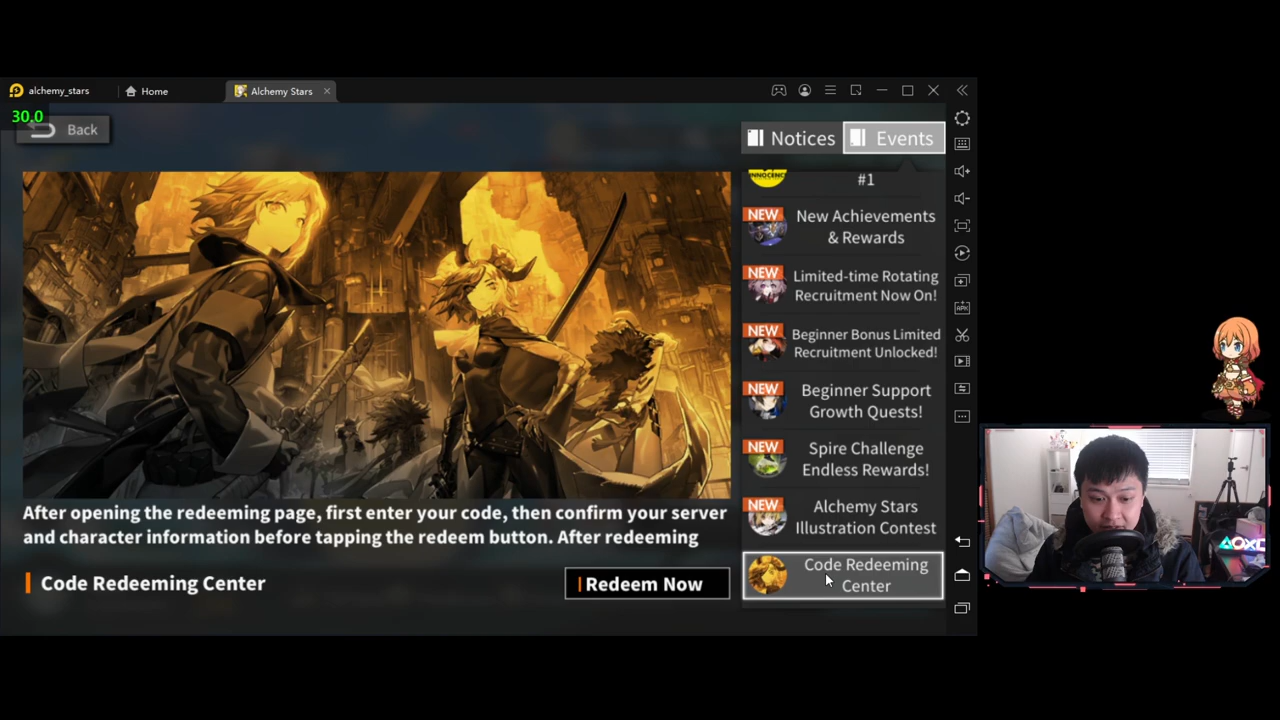 alchemy_stars
Home
Alchemy Stars
30.0
Back
Notices
Events
INNOCENCE
#1
NEW
New Achievements
& Rewards
NEW
Limited-time Rotating
Recruitment Now On!
NEW
Beginner Bonus Limited
Recruitment Unlocked!
NEW
Beginner Support
Growth Quests!
NEW
Spire Challenge
Endless Rewards!
NEW
Alchemy Stars
Illustration Contest
Code Redeeming
Center
After opening the redeeming page, first enter your code, then confirm your server
and character information before tapping the redeem button. After redeeming
Code Redeeming Center
Redeem Now
APK